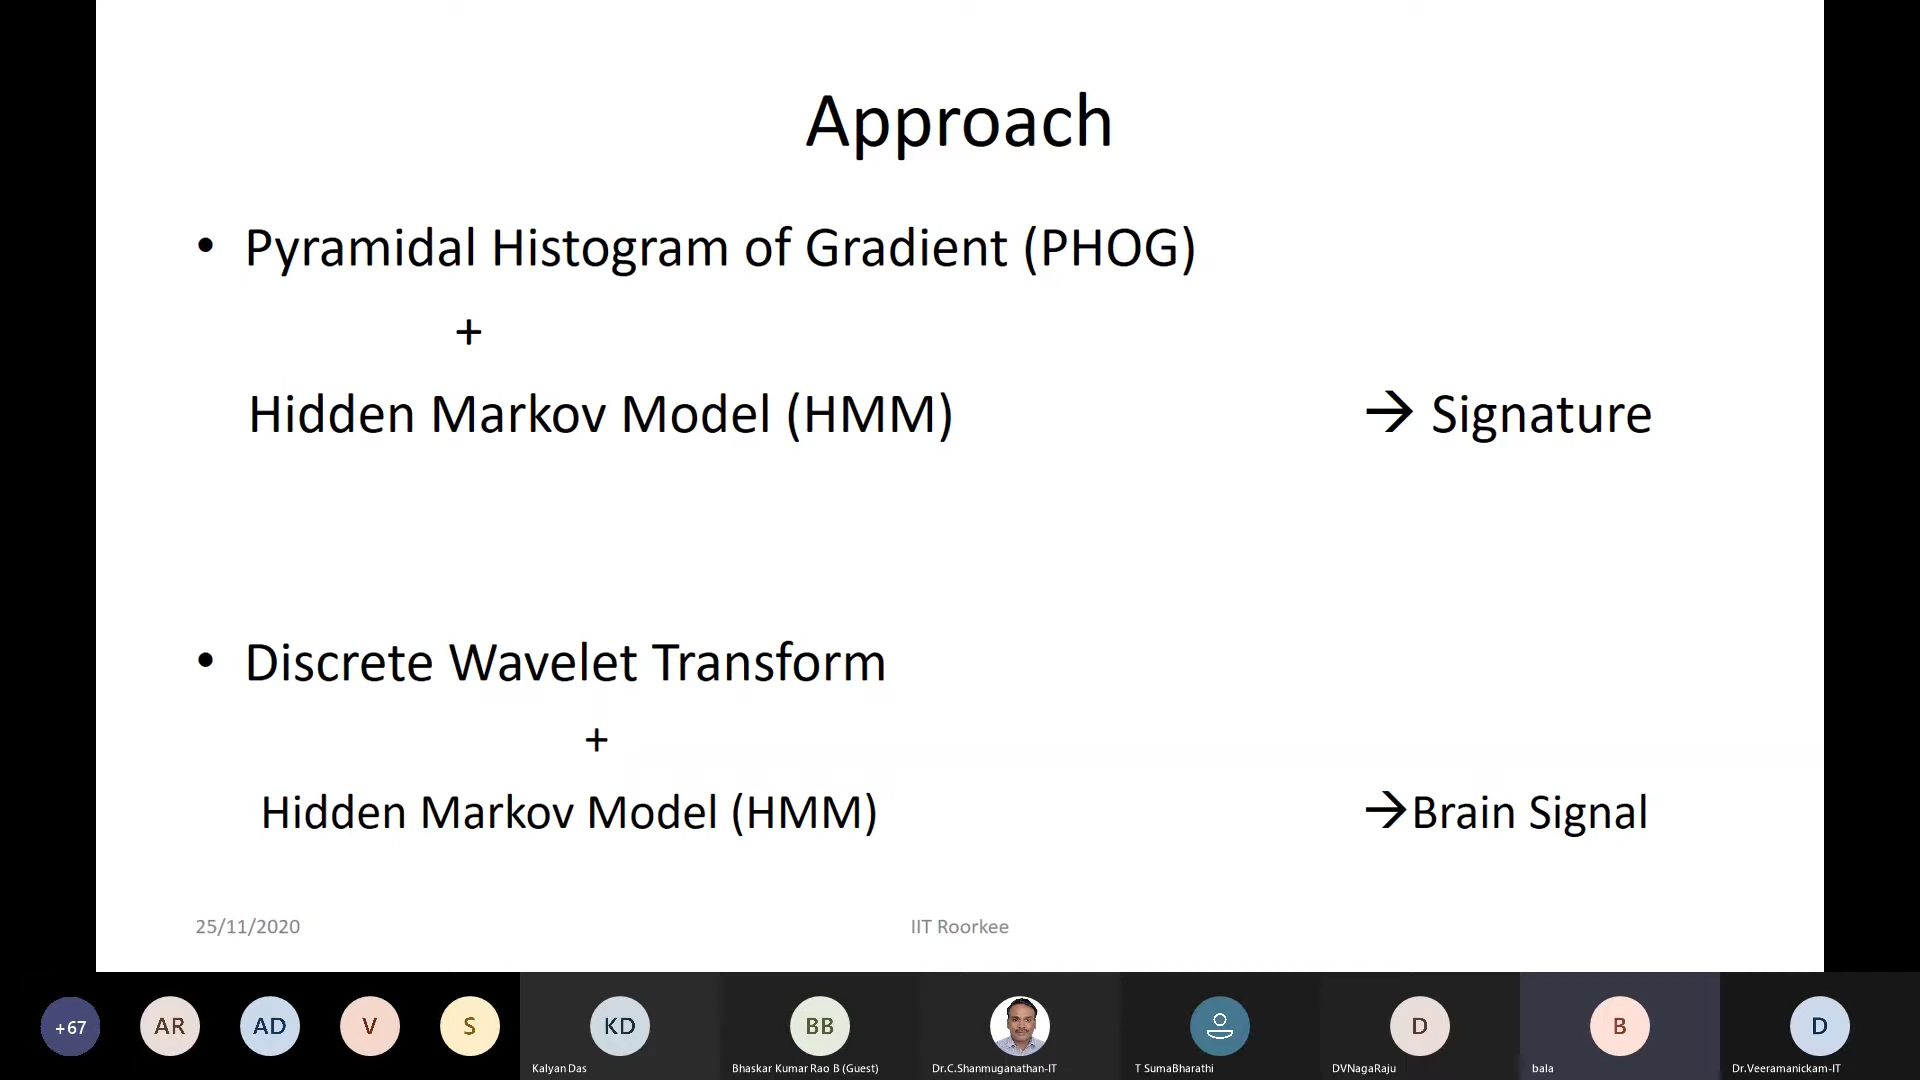 Approach
• Pyramidal Histogram of Gradient (PHOG)
+
Hidden Markov Model (HMM) → Signature
• Discrete Wavelet Transform
+
Hidden Markov Model (HMM) →Brain Signal
25/11/2020 IIT Roorkee
+67 AR AD V S KD BB D B D
Kalyan Das Bhaskar Kumar Rao B (Guest) Dr.C.Shanmuganathan-IT T SumaBharathi DVNagaRaju bala Dr.Veeramanickam-IT